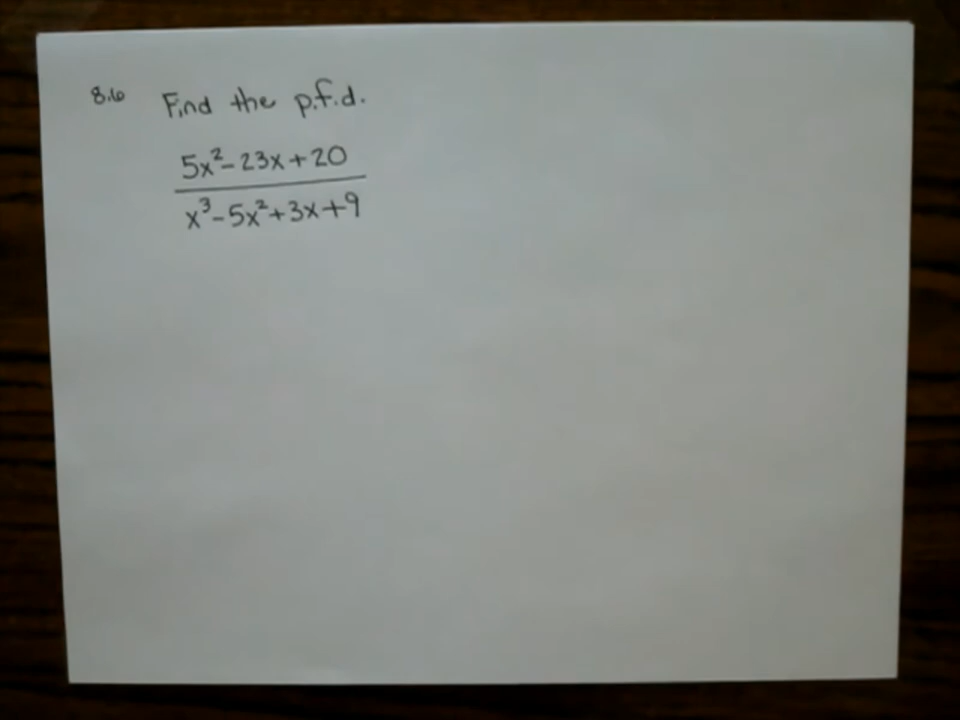 8.6 Find the p.f.d.
5x²-23x+20
x³-5x²+3x+9